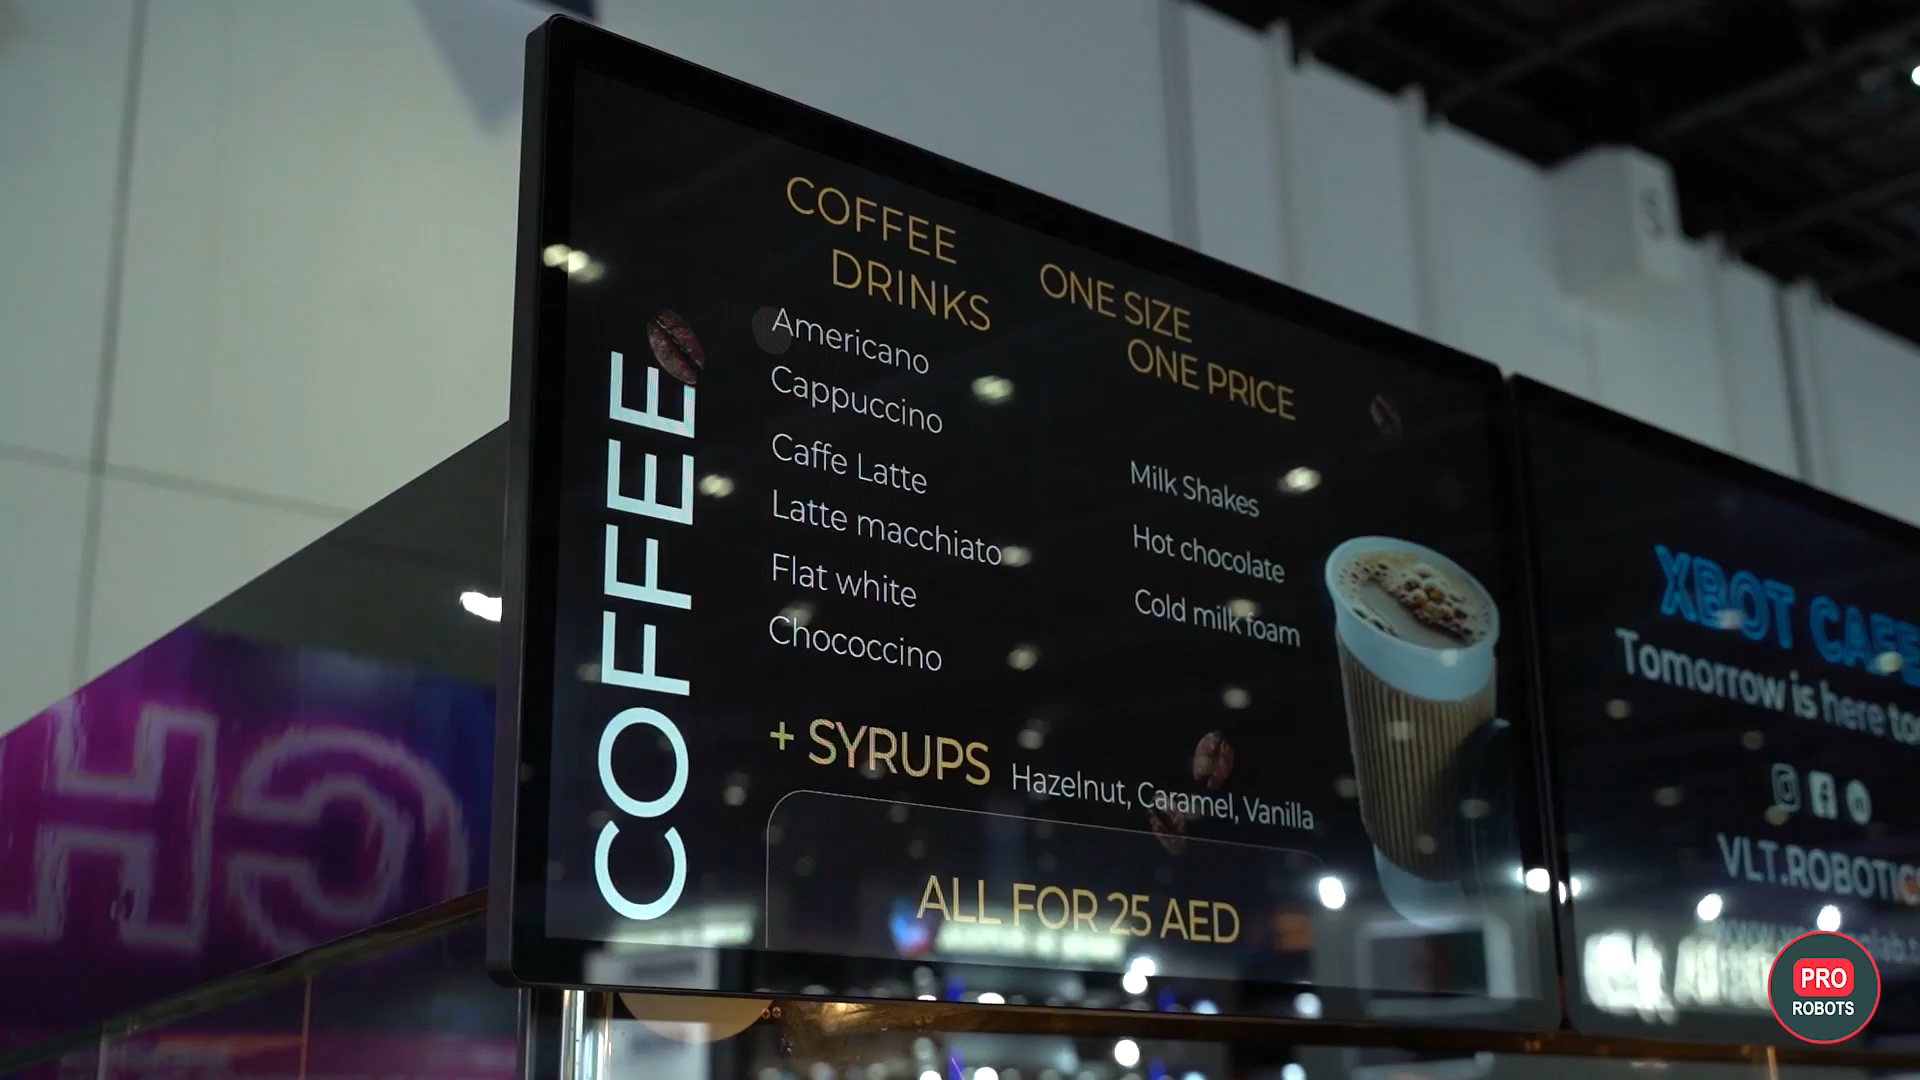 COFFEE
COFFEE
DRINKS
Americano
Cappuccino
Caffe Latte
Latte macchiato
Flat white
Chococcino
ONE SIZE
ONE PRICE
Milk Shakes
Hot chocolate
Cold milk foam
+ SYRUPS
Hazelnut, Caramel, Vanilla
ALL FOR 25 AED
XBOT CAFE
Tomorrow is here
VLT.ROBOTIC
PRO
ROBOTS